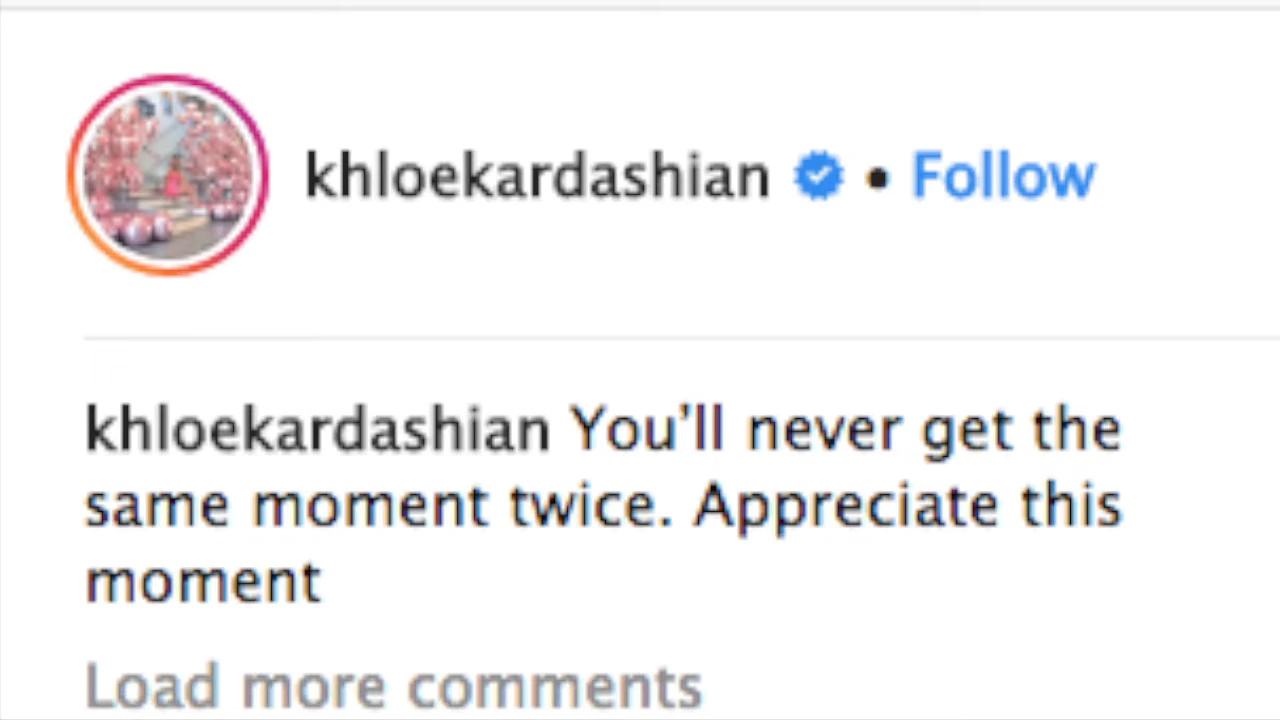 khloekardashian • Follow
khloekardashian You'll never get the
same moment twice. Appreciate this
moment
Load more comments